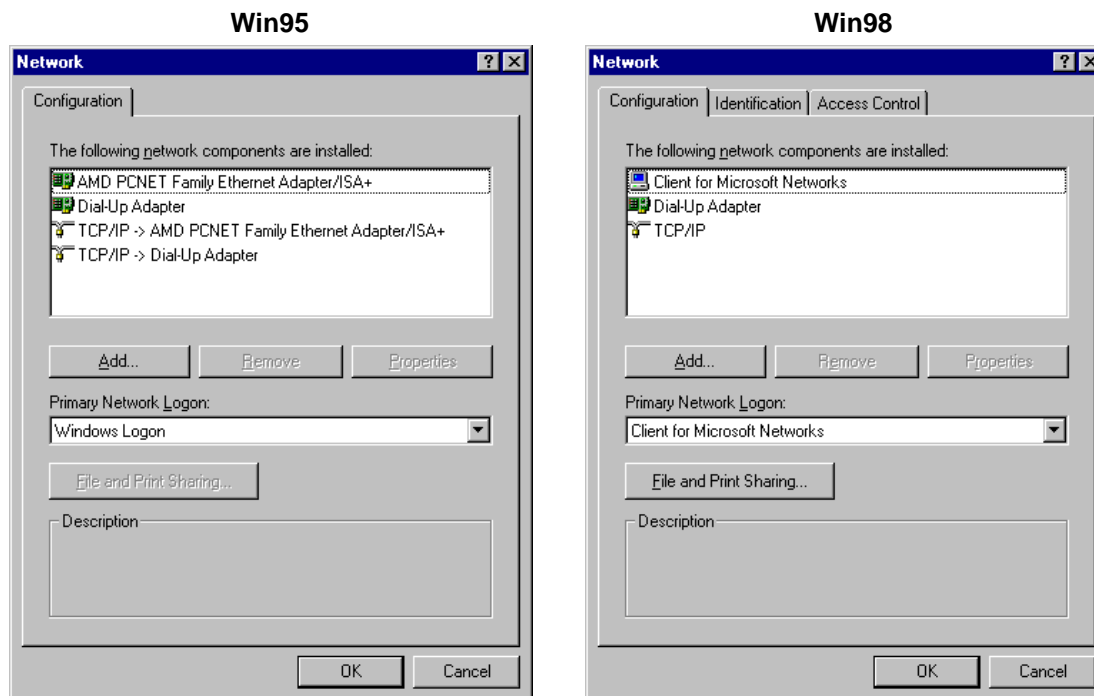 Win95
Network
Configuration
The following network components are installed:
AMD PCNET Family Ethernet Adapter/ISA+
Dial-Up Adapter
TCP/IP -> AMD PCNET Family Ethernet Adapter/ISA+
TCP/IP -> Dial-Up Adapter
Add...
Remove
Properties
Primary Network Logon:
Windows Logon
File and Print Sharing...
Description
OK
Cancel
Win98
Network
Configuration
Identification
Access Control
The following network components are installed:
Client for Microsoft Networks
Dial-Up Adapter
TCP/IP
Add...
Remove
Properties
Primary Network Logon:
Client for Microsoft Networks
File and Print Sharing...
Description
OK
Cancel